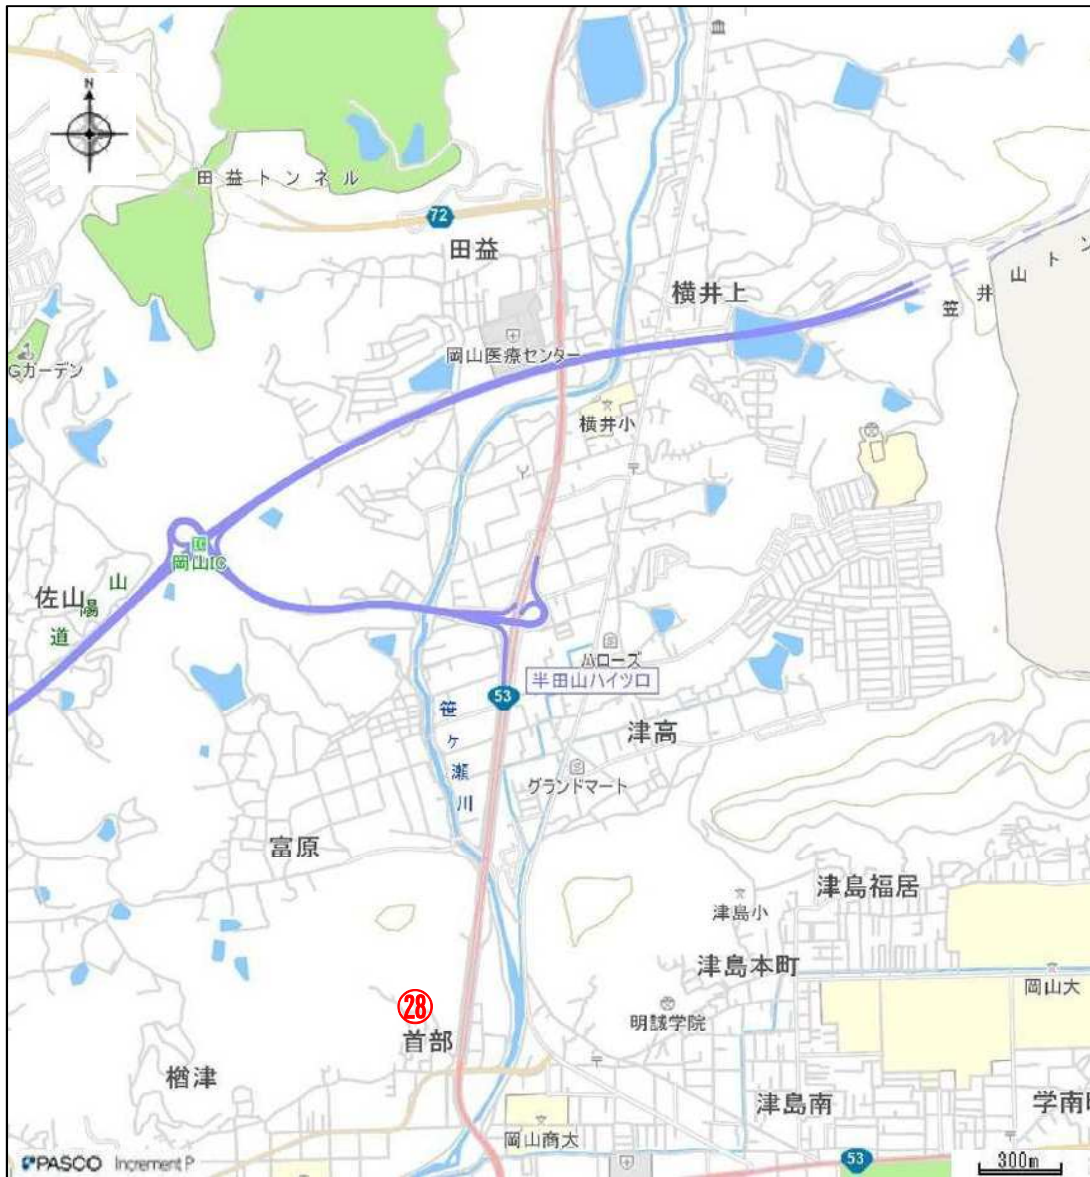 N
田益トンネル
72
田益
横井上
笠井山トン
岡山医療センター
Gカーデン
横井小
IC
岡山IC
佐山
山陽道
ハローズ
半田山ハイツ口
53
笹ヶ瀬川
津高
グランドマート
富原
津島福居
津島小
津島本町
岡山大
㉘
明誠学院
首部
楢津
津島南
学南町
岡山商大
53
PASCO Increment P
300m